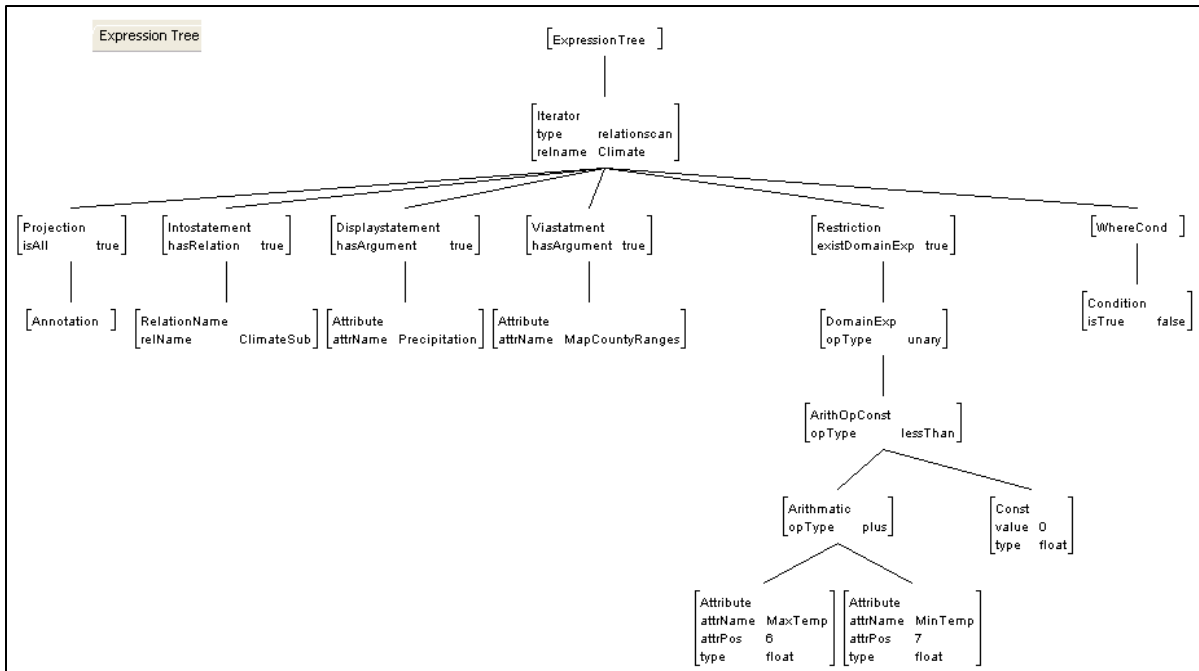 Expression Tree
ExpressionTree
Iterator
type relationscan
relname Climate
Projection
isAll true
Intostatement
hasRelation true
Displaystatement
hasArgument true
Viastatment
hasArgument true
Restriction
existDomainExp true
WhereCond
Annotation
RelationName
relName ClimateSub
Attribute
attrName Precipitation
Attribute
attrName MapCountyRanges
DomainExp
opType unary
Condition
isTrue false
ArithOpConst
opType lessThan
Arithmatic
opType plus
Const
value 0
type float
Attribute
attrName MaxTemp
attrPos 6
type float
Attribute
attrName MinTemp
attrPos 7
type float